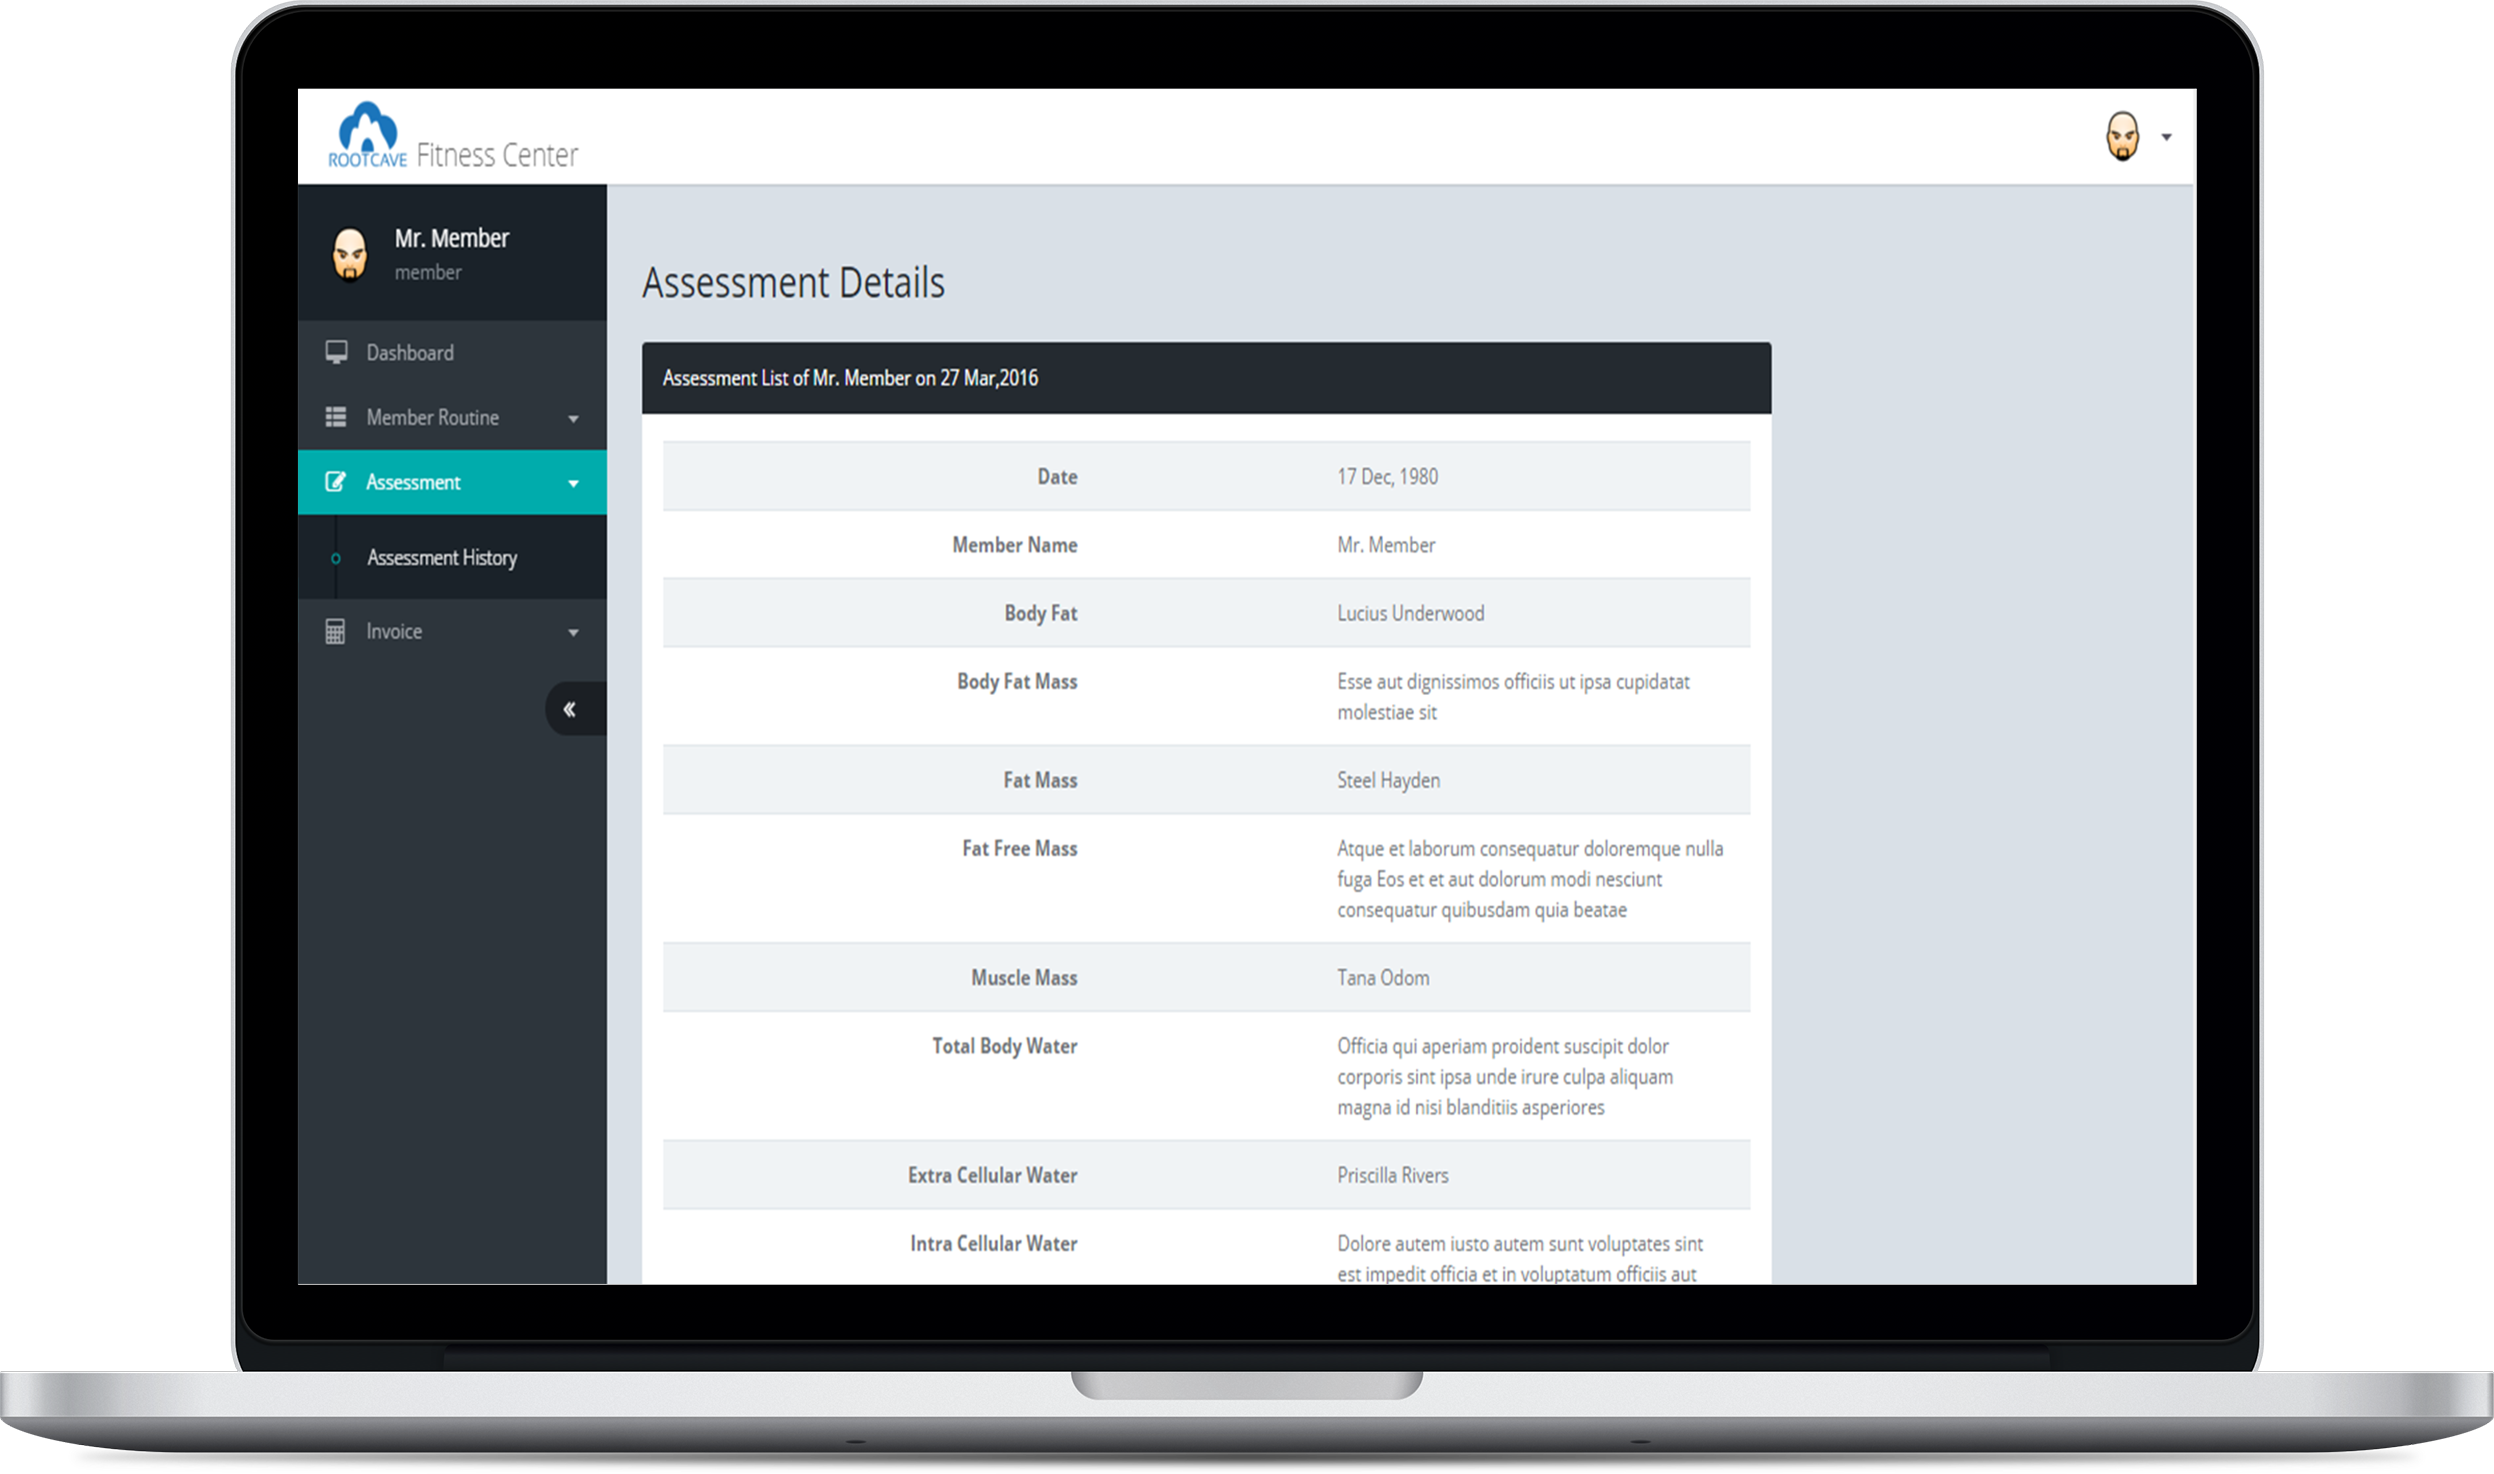 ROOTCAVE Fitness Center
Mr. Member
member
Dashboard
Member Routine
Assessment
Assessment History
Invoice
Assessment Details
Assessment List of Mr. Member on 27 Mar,2016
Date 17 Dec, 1980
Member Name Mr. Member
Body Fat Lucius Underwood
Body Fat Mass Esse aut dignissimos officiis ut ipsa cupidatat
molestiae sit
Fat Mass Steel Hayden
Fat Free Mass Atque et laborum consequatur doloremque nulla
fuga Eos et et aut dolorum modi nesciunt
consequatur quibusdam quia beatae
Muscle Mass Tana Odom
Total Body Water Officia qui aperiam proident suscipit dolor
corporis sint ipsa unde irure culpa aliquam
magna id nisi blanditiis asperiores
Extra Cellular Water Priscilla Rivers
Intra Cellular Water Dolore autem iusto autem sunt voluptates sint
est impedit officia et in voluptatum officiis aut